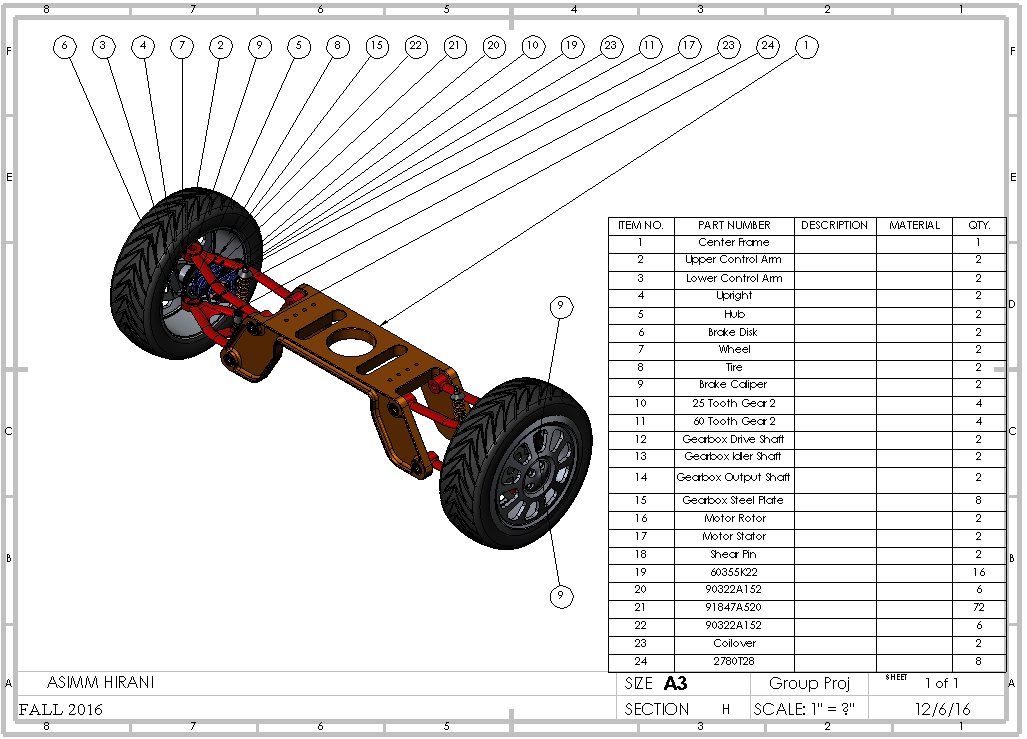 8 7 6 5 4 3 2 1
6 3 4 7 2 9 5 8 15 22 21 20 10 19 23 11 17 23 24 1
F F
E E
D
C C
B B
A A
9
9
ITEM NO. PART NUMBER DESCRIPTION MATERIAL QTY.
1 Center Frame 1
2 Upper Control Arm 2
3 Lower Control Arm 2
4 Upright 2
5 Hub 2
6 Brake Disk 2
7 Wheel 2
8 Tire 2
9 Brake Caliper 2
10 25 Tooth Gear 2 4
11 60 Tooth Gear 2 4
12 Gearbox Drive Shaft 2
13 Gearbox Idler Shaft 2
14 Gearbox Output Shaft 2
15 Gearbox Steel Plate 8
16 Motor Rotor 2
17 Motor Stator 2
18 Shear Pin 2
19 60355K22 16
20 90322A152 6
21 91847A520 72
22 90322A152 6
23 Coilover 2
24 2780T28 8
ASIMM HIRANI
FALL 2016
SIZE A3 Group Proj SHEET 1 of 1
SECTION H SCALE: 1" = ?" 12/6/16
8 7 6 5 4 3 2 1